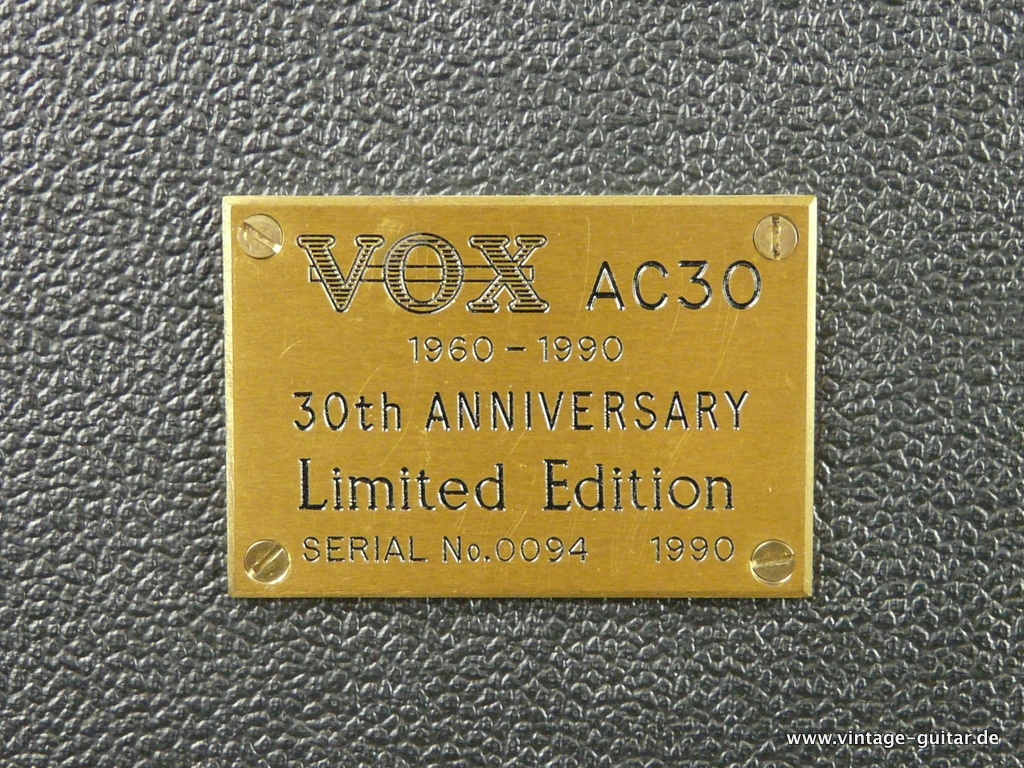 VOX AC30
1960 - 1990
30th ANNIVERSARY
Limited Edition
SERIAL No.0094 1990
www.vintage-guitar.de